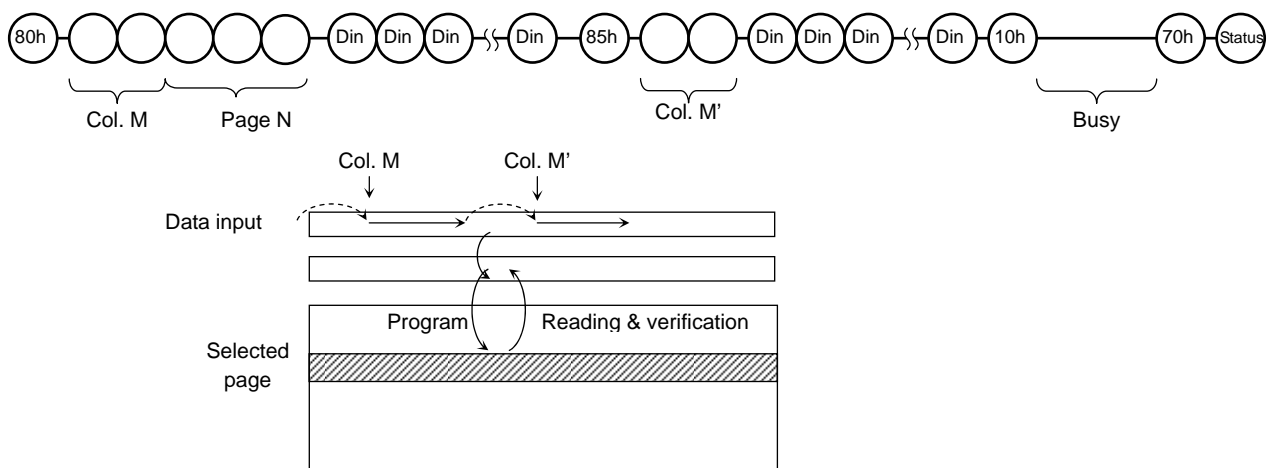 80h Din Din Din Din 85h Din Din Din Din 10h 70h Status
Col. M Page N Col. M’ Busy
Col. M Col. M’
Data input
Program Reading & verification
Selected
page